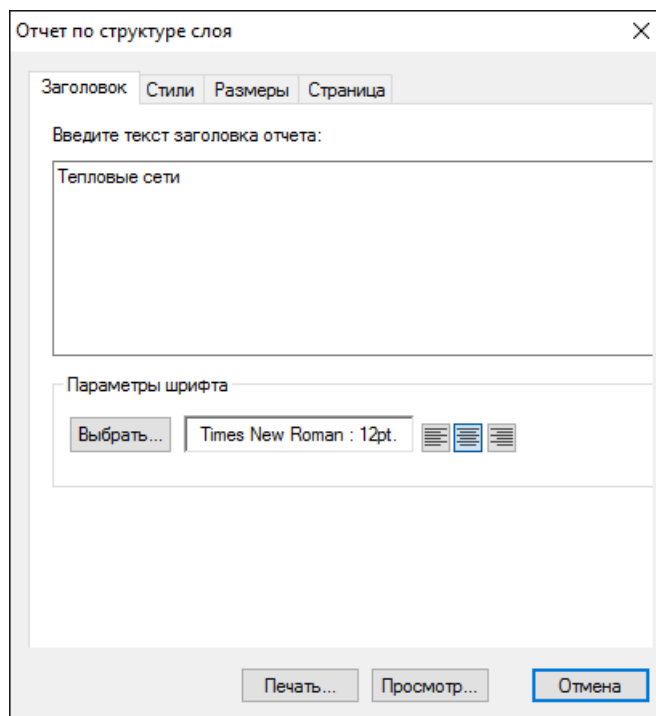 Отчет по структуре слоя
Заголовок Стили Размеры Страница
Введите текст заголовка отчета:
Тепловые сети
Параметры шрифта
Выбрать... Times New Roman : 12pt.
Печать... Просмотр... Отмена